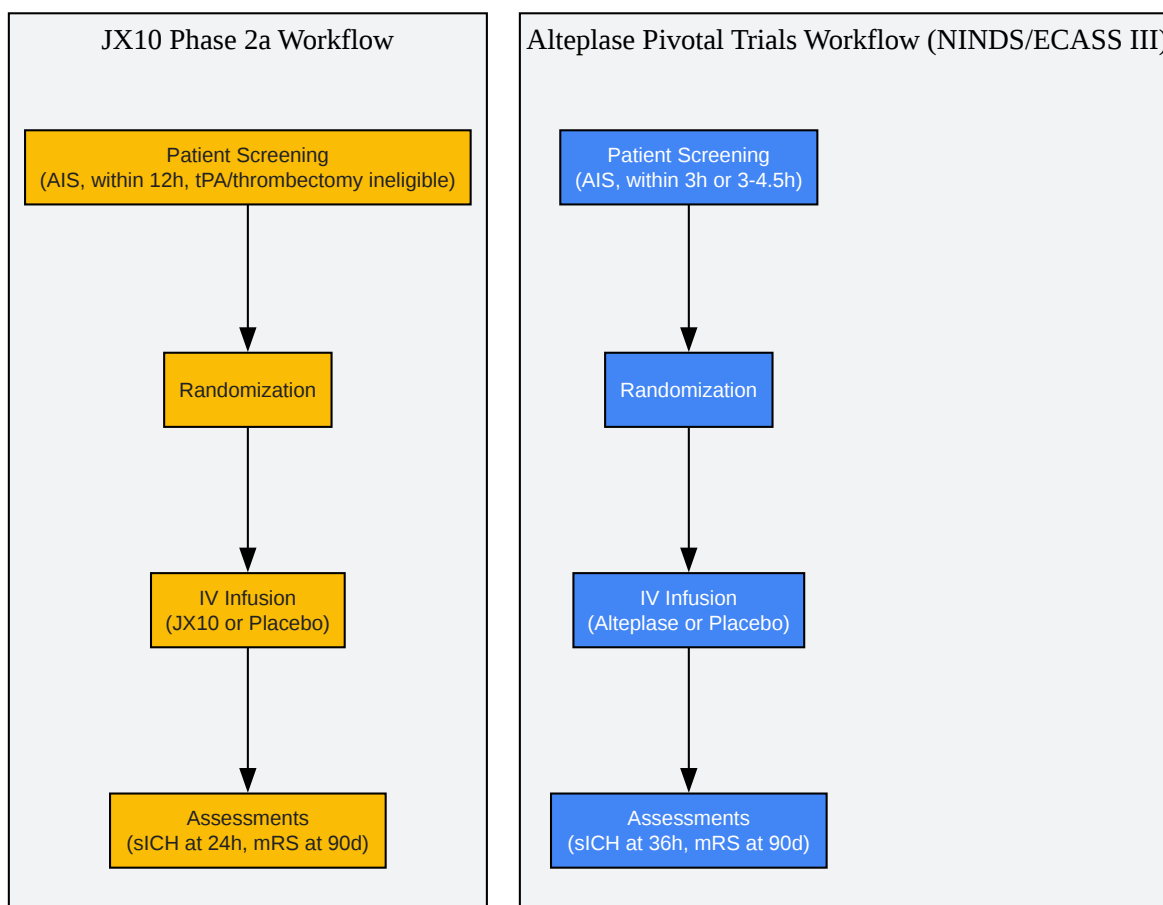 JX10 Phase 2a Workflow
Patient Screening
(AIS, within 12h, tPA/thrombectomy ineligible)
Randomization
IV Infusion
(JX10 or Placebo)
Assessments
(sICH at 24h, mRS at 90d)
Alteplase Pivotal Trials Workflow (NINDS/ECASS III)
Patient Screening
(AIS, within 3h or 3-4.5h)
Randomization
IV Infusion
(Alteplase or Placebo)
Assessments
(sICH at 36h, mRS at 90d)